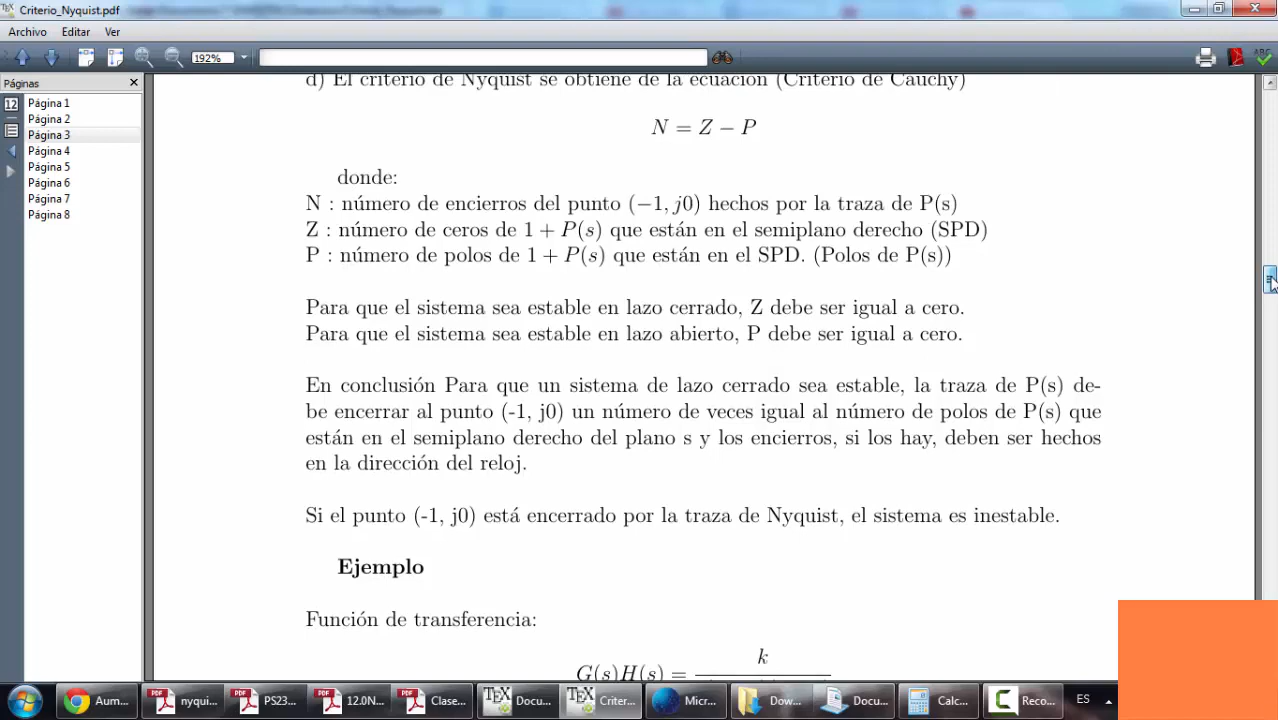 Criterio_Nyquist.pdf
Archivo Editar Ver
192%
ABC
Páginas
12
Página 1
Página 2
Página 3
Página 4
Página 5
Página 6
Página 7
Página 8
d) El criterio de Nyquist se obtiene de la ecuación (Criterio de Cauchy)
N = Z − P
donde:
N : número de encierros del punto (−1, j0) hechos por la traza de P(s)
Z : número de ceros de 1 + P(s) que están en el semiplano derecho (SPD)
P : número de polos de 1 + P(s) que están en el SPD. (Polos de P(s))
Para que el sistema sea estable en lazo cerrado, Z debe ser igual a cero.
Para que el sistema sea estable en lazo abierto, P debe ser igual a cero.
En conclusión Para que un sistema de lazo cerrado sea estable, la traza de P(s) de-
be encerrar al punto (-1, j0) un número de veces igual al número de polos de P(s) que
están en el semiplano derecho del plano s y los encierros, si los hay, deben ser hechos
en la dirección del reloj.
Si el punto (-1, j0) está encerrado por la traza de Nyquist, el sistema es inestable.
Ejemplo
Función de transferencia:
k
G(s)H(s) =
Aum... nyqui... PS23... 12.0N... Clase... Docu... Criter... Micr... Dow... Docu... Calc... Reco... ES